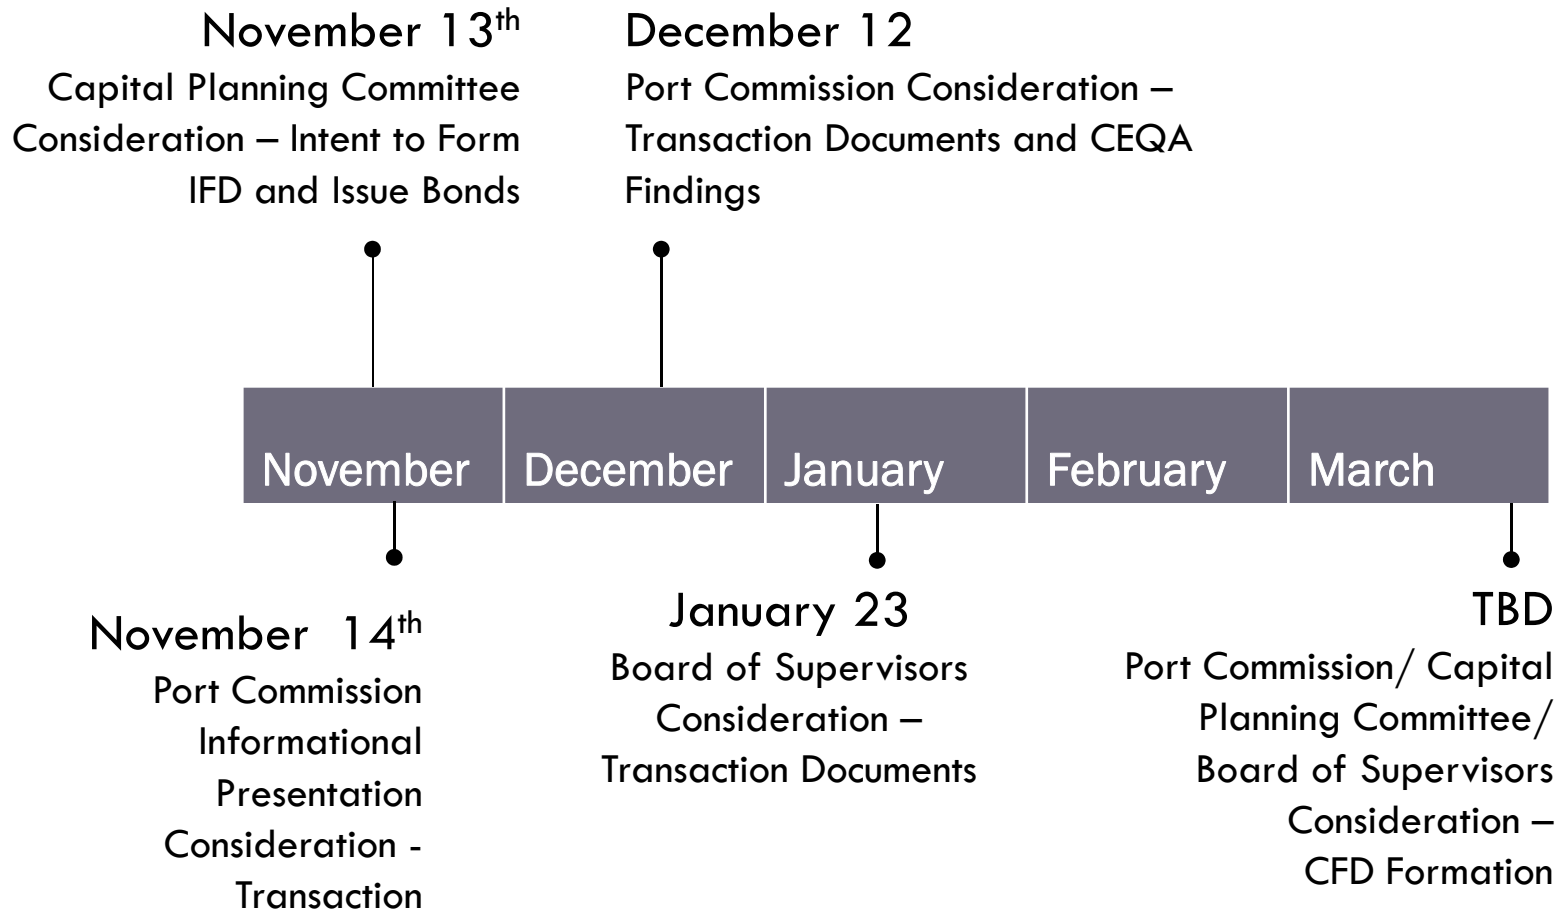 November 13th
Capital Planning Committee
Consideration – Intent to Form
IFD and Issue Bonds
December 12
Port Commission Consideration –
Transaction Documents and CEQA
Findings
November
December
January
February
March
November 14th
Port Commission
Informational
Presentation
Consideration -
Transaction
January 23
Board of Supervisors
Consideration –
Transaction Documents
TBD
Port Commission/ Capital
Planning Committee/
Board of Supervisors
Consideration –
CFD Formation